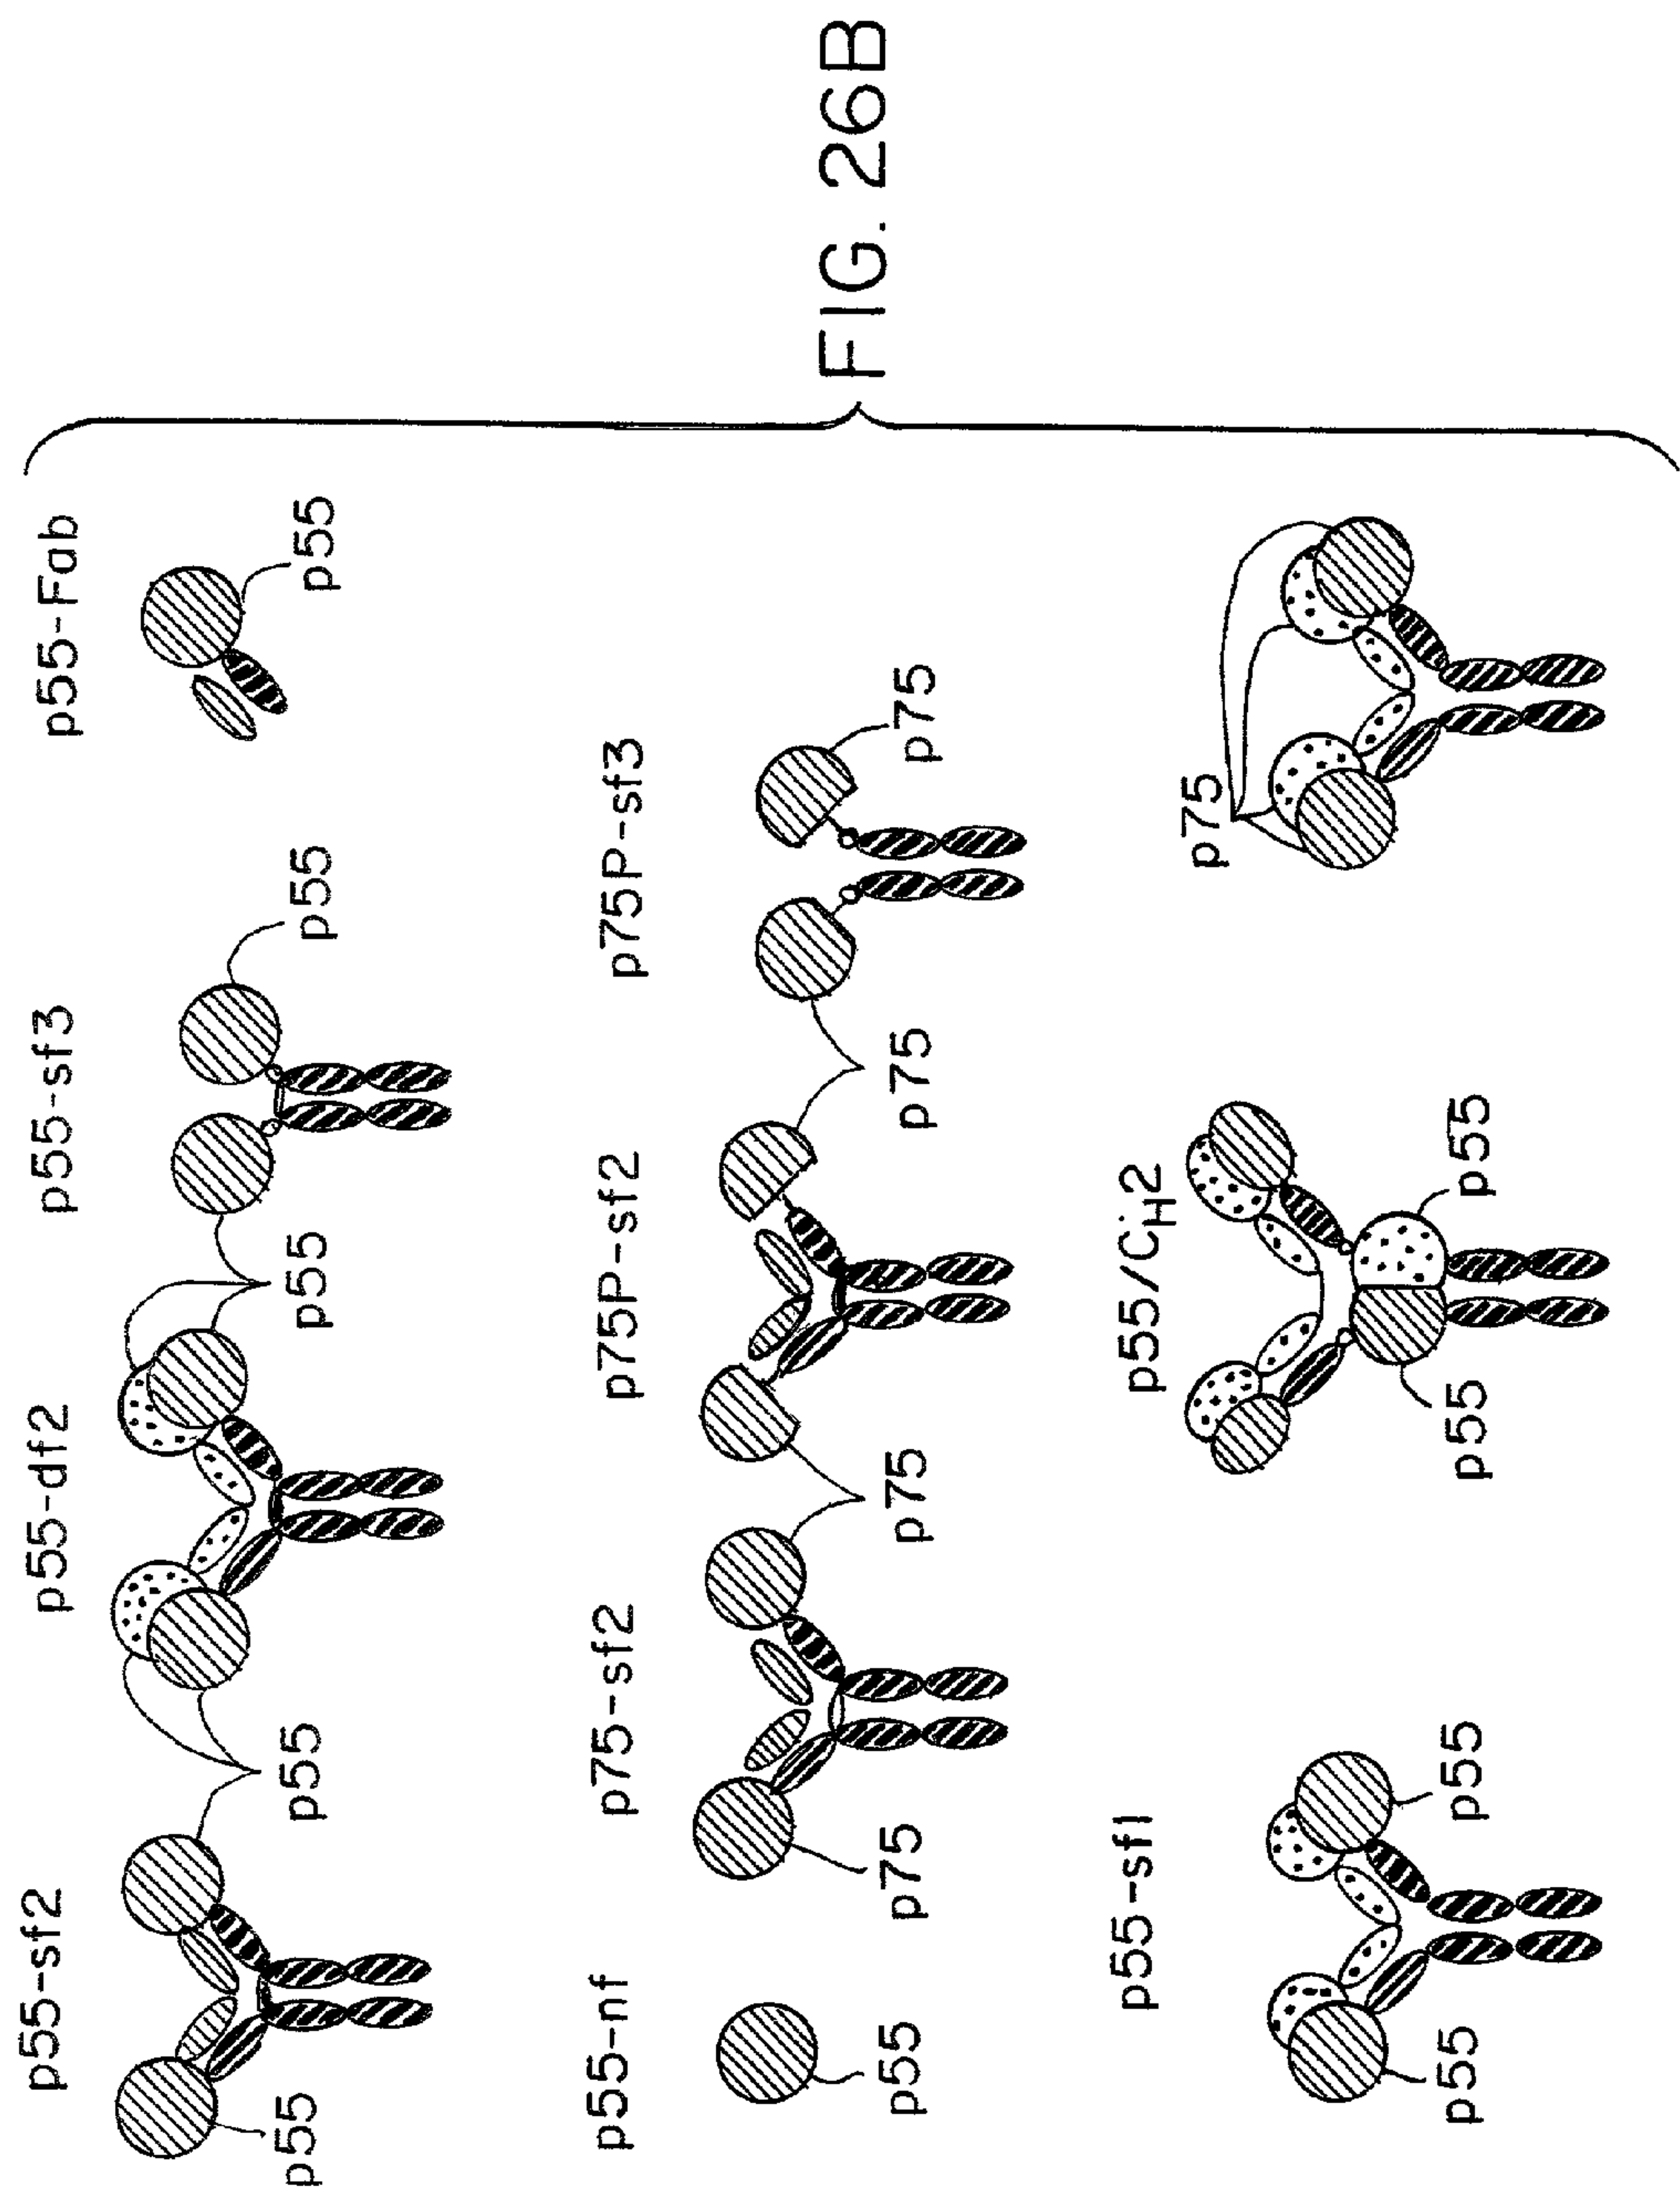 p55-sf2 p55-df2 p55-sf3 p55-Fab
p55 p55 p55 p55 p55
p55-nf p75-sf2 p75P-sf2 p75P-sf3
p55 p75 p75 p75 p75
p55-sf1 p55/CH2 p75
p55 p55 p55 p55
FIG. 26B